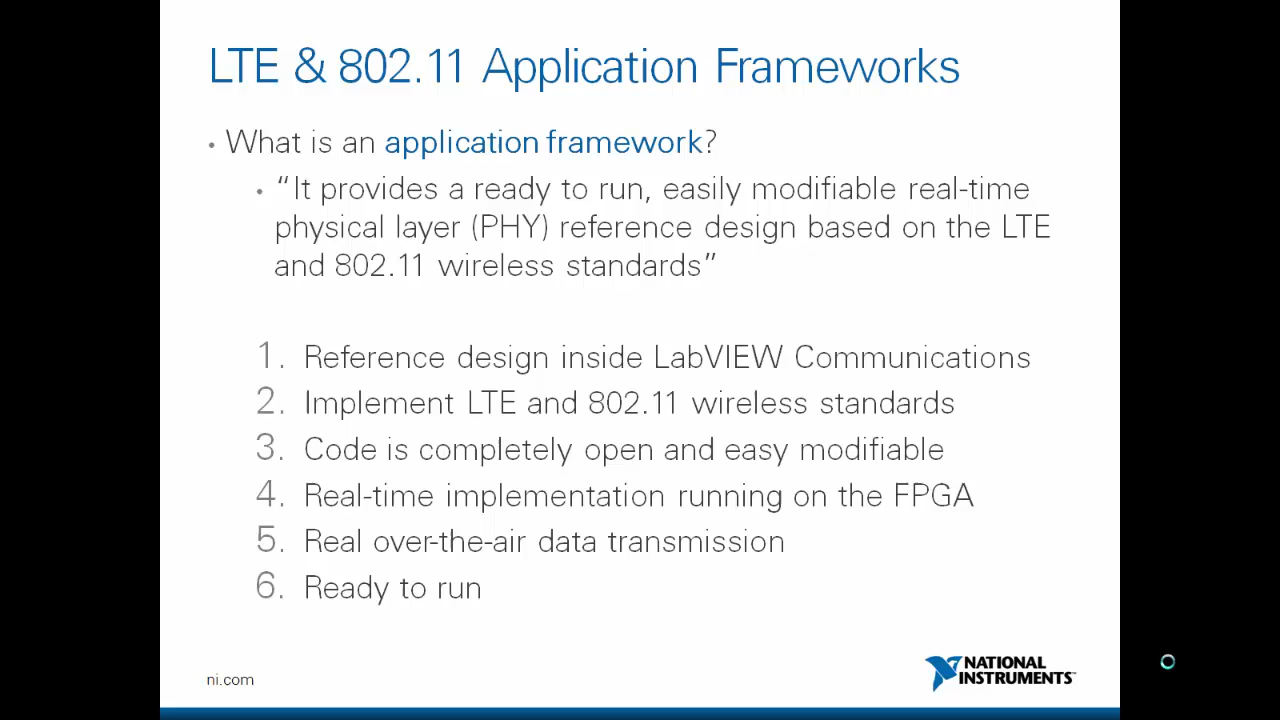 LTE & 802.11 Application Frameworks
• What is an application framework?
• “It provides a ready to run, easily modifiable real-time
physical layer (PHY) reference design based on the LTE
and 802.11 wireless standards”
1. Reference design inside LabVIEW Communications
2. Implement LTE and 802.11 wireless standards
3. Code is completely open and easy modifiable
4. Real-time implementation running on the FPGA
5. Real over-the-air data transmission
6. Ready to run
ni.com
NATIONAL
INSTRUMENTS™